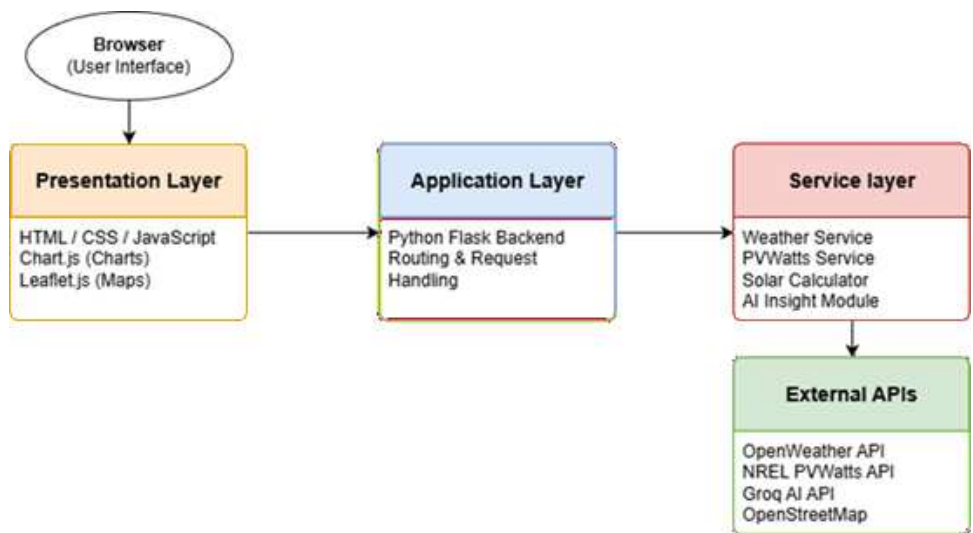 Browser
(User Interface)
Presentation Layer
HTML / CSS / JavaScript
Chart.js (Charts)
Leaflet.js (Maps)
Application Layer
Python Flask Backend
Routing & Request
Handling
Service layer
Weather Service
PVWatts Service
Solar Calculator
AI Insight Module
External APIs
OpenWeather API
NREL PVWatts API
Groq AI API
OpenStreetMap